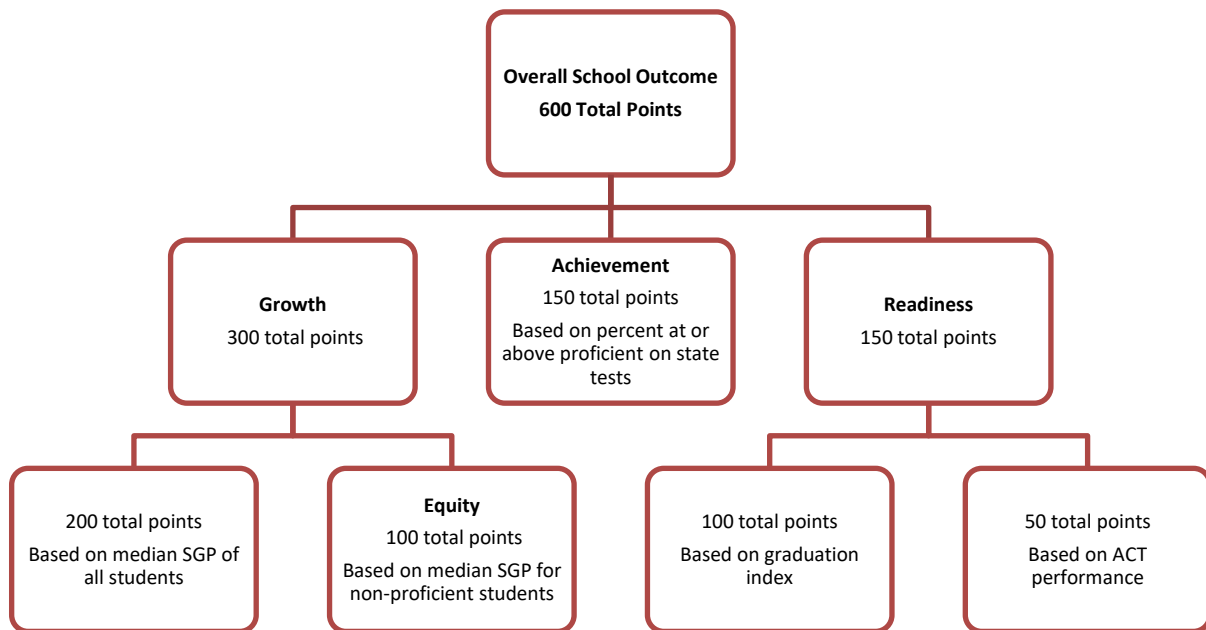 Overall School Outcome
600 Total Points
Growth
300 total points
Achievement
150 total points
Based on percent at or
above proficient on state
tests
Readiness
150 total points
200 total points
Based on median SGP of
all students
Equity
100 total points
Based on median SGP for
non-proficient students
100 total points
Based on graduation
index
50 total points
Based on ACT
performance